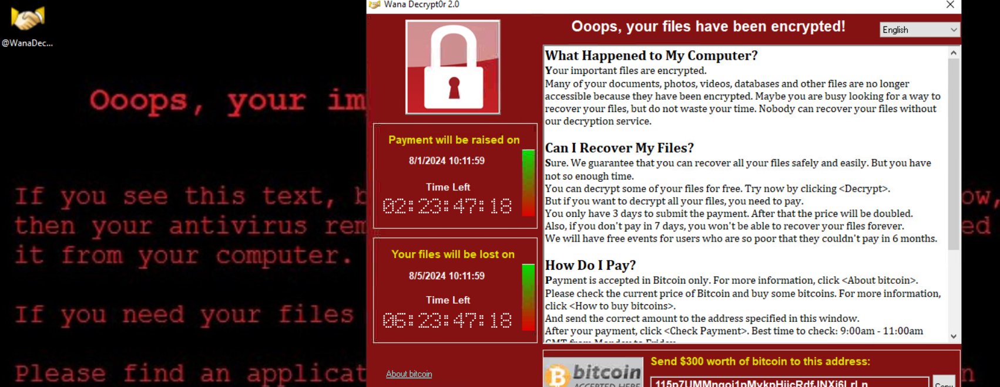 @WanaDec...
Ooops, your im
If you see this text, b
ow,
then your antivirus rem
ed
it from your computer.
If you need your files
Please find an applicat
n
Wana Decrypt0r 2.0
Ooops, your files have been encrypted!
English
Payment will be raised on
8/1/2024 10:11:59
Time Left
02:23:47:18
Your files will be lost on
8/5/2024 10:11:59
Time Left
06:23:47:18
About bitcoin
What Happened to My Computer?
Your important files are encrypted.
Many of your documents, photos, videos, databases and other files are no longer
accessible because they have been encrypted. Maybe you are busy looking for a way to
recover your files, but do not waste your time. Nobody can recover your files without
our decryption service.
Can I Recover My Files?
Sure. We guarantee that you can recover all your files safely and easily. But you have
not so enough time.
You can decrypt some of your files for free. Try now by clicking <Decrypt>.
But if you want to decrypt all your files, you need to pay.
You only have 3 days to submit the payment. After that the price will be doubled.
Also, if you don't pay in 7 days, you won't be able to recover your files forever.
We will have free events for users who are so poor that they couldn't pay in 6 months.
How Do I Pay?
Payment is accepted in Bitcoin only. For more information, click <About bitcoin>.
Please check the current price of Bitcoin and buy some bitcoins. For more information,
click <How to buy bitcoins>.
And send the correct amount to the address specified in this window.
After your payment, click <Check Payment>. Best time to check: 9:00am - 11:00am
GMT from Monday to Friday.
bitcoin
ACCEPTED HERE
Send $300 worth of bitcoin to this address:
Copy